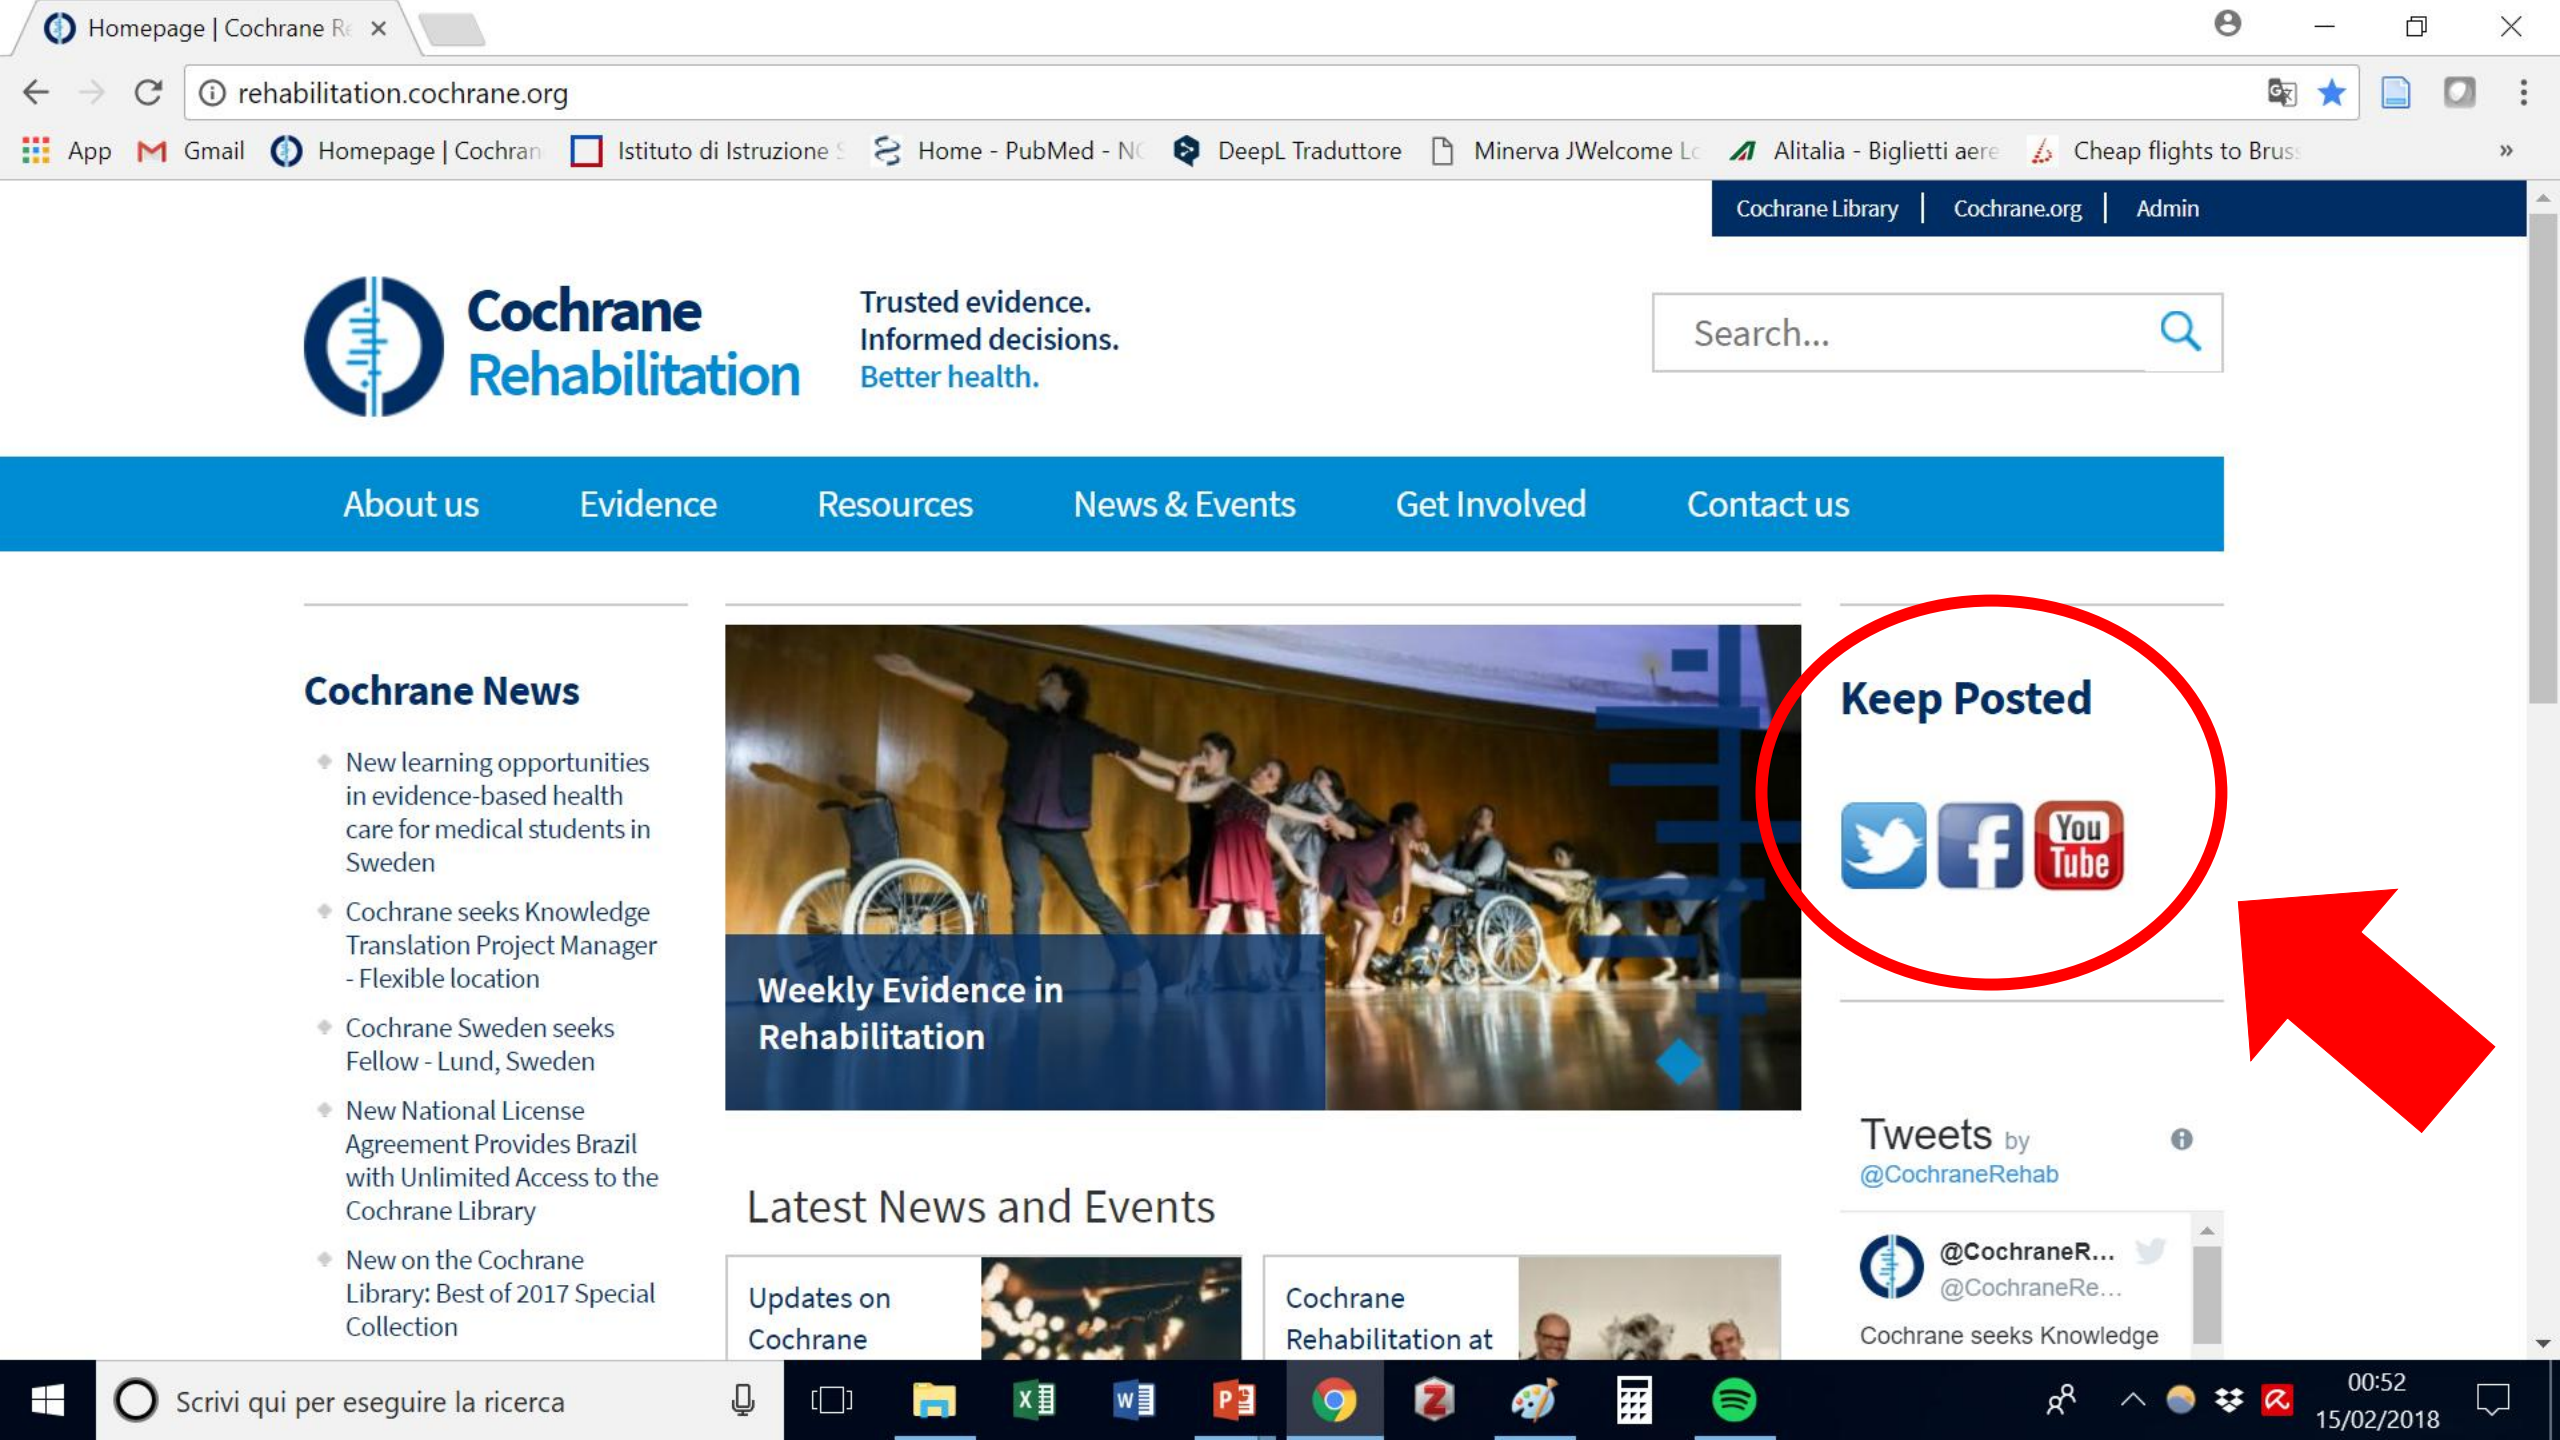 Homepage | Cochrane Re
rehabilitation.cochrane.org
App
Gmail
Homepage | Cochran
Istituto di Istruzione S
Home - PubMed - NC
DeepL Traduttore
Minerva JWelcome Lo
Alitalia - Biglietti aere
Cheap flights to Brus
»
Cochrane Library
Cochrane.org
Admin
Cochrane
Rehabilitation
Trusted evidence.
Informed decisions.
Better health.
Search...
About us
Evidence
Resources
News & Events
Get Involved
Contact us
Cochrane News
New learning opportunities
in evidence-based health
care for medical students in
Sweden
Cochrane seeks Knowledge
Translation Project Manager
- Flexible location
Cochrane Sweden seeks
Fellow - Lund, Sweden
New National License
Agreement Provides Brazil
with Unlimited Access to the
Cochrane Library
New on the Cochrane
Library: Best of 2017 Special
Collection
Weekly Evidence in
Rehabilitation
Latest News and Events
Updates on
Cochrane
Cochrane
Rehabilitation at
Keep Posted
You
Tube
Tweets by
@CochraneRehab
@CochraneR...
@CochraneRe...
Cochrane seeks Knowledge
Scrivi qui per eseguire la ricerca
00:52
15/02/2018